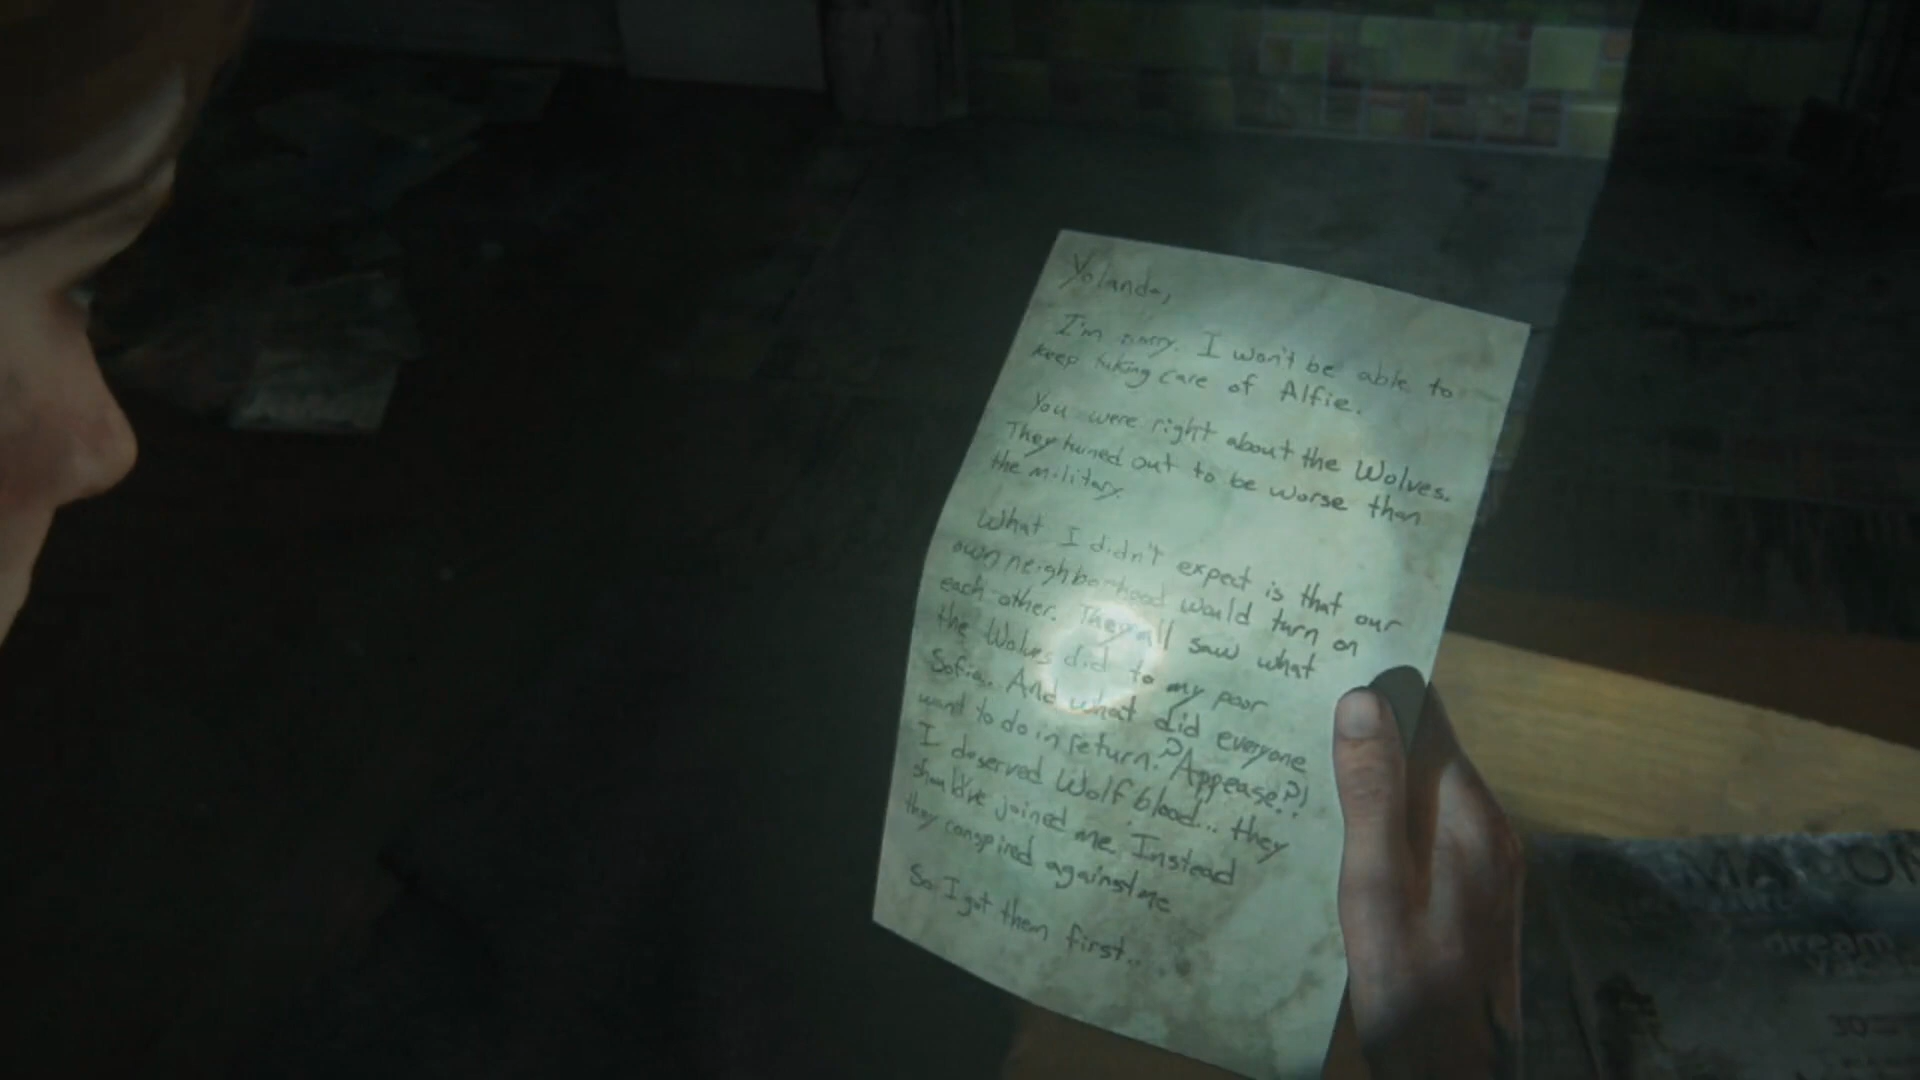 Yolanda,
I'm sorry. I won't be able to
keep taking care of Alfie.
You were right about the Wolves.
They turned out to be worse than
the military.
What I didn't expect is that our
own neighborhood would turn on
each other. They all saw what
the Wolves did to my poor
Sofia. And what did everyone
want to do in return? Appease?!
I deserved Wolf blood... they
should've joined me. Instead
they conspired against me
So I got them first...
dream
30